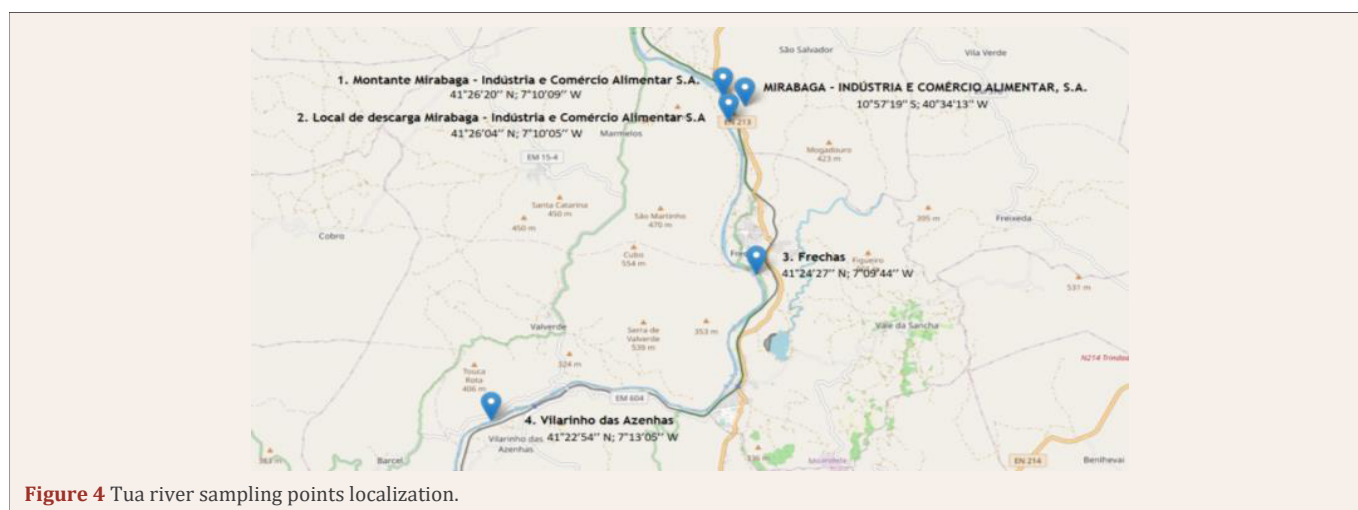 São Salvador
Vila Verde
1. Montante Mirabaga - Indústria e Comércio Alimentar S.A.
41°26'20'' N; 7°10'09'' W
MIRABAGA - INDÚSTRIA E COMÉRCIO ALIMENTAR, S.A.
10°57'19'' S; 40°34'13'' W
2. Local de descarga Mirabaga - Indústria e Comércio Alimentar S.A
41°26'04'' N; 7°10'05'' W
Marmelos
EN 213
Mogadouro
423 m
EM 15-4
Santa Catarina
450 m
450 m
São Martinho
470 m
395 m
Freixeda
Cobro
Cubo
554 m
3. Frechas
41°24'27'' N; 7°09'44'' W
Figueiro
531 m
Valverde
Serra de
Valverde
539 m
353 m
Vale da Sancha
324 m
N214 Trindade
Touca
Rota
406 m
EM 604
4. Vilarinho das Azenhas
41°22'54'' N; 7°13'05'' W
Vilarinho das
Azenhas
Barcel
336 m
EN 214
Figure 4 Tua river sampling points localization.